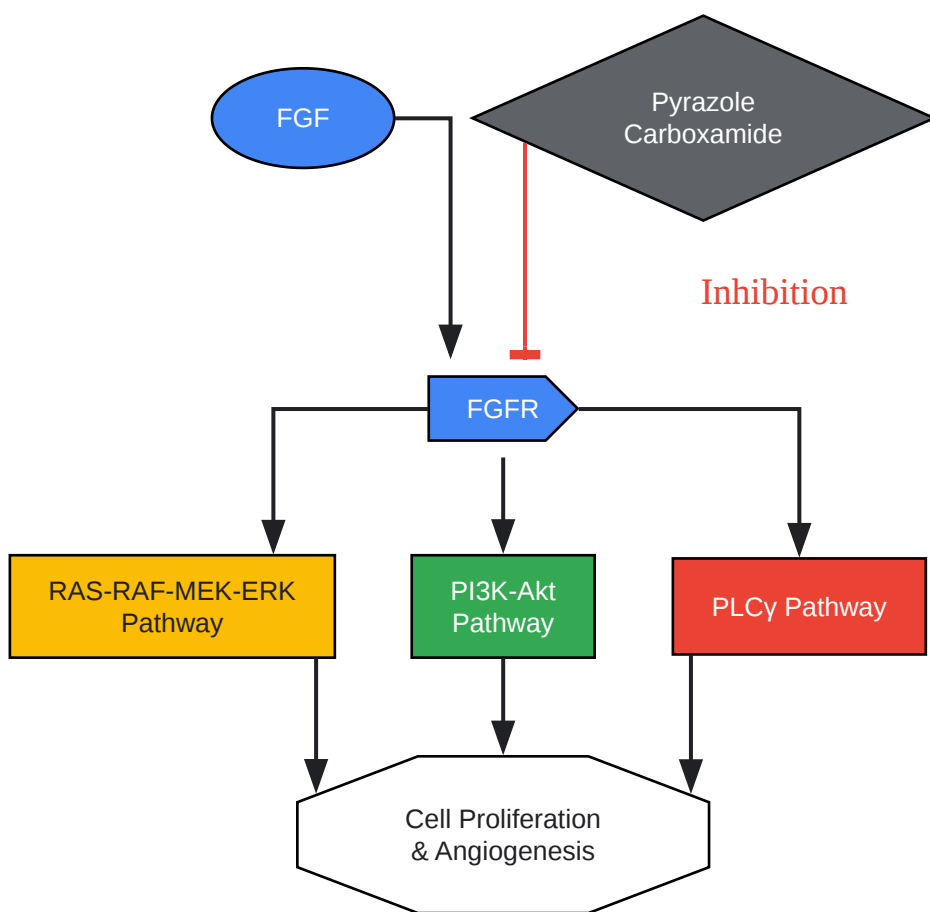 FGF
Pyrazole
Carboxamide
Inhibition
FGFR
RAS-RAF-MEK-ERK
Pathway
PI3K-Akt
Pathway
PLCγ Pathway
Cell Proliferation
& Angiogenesis